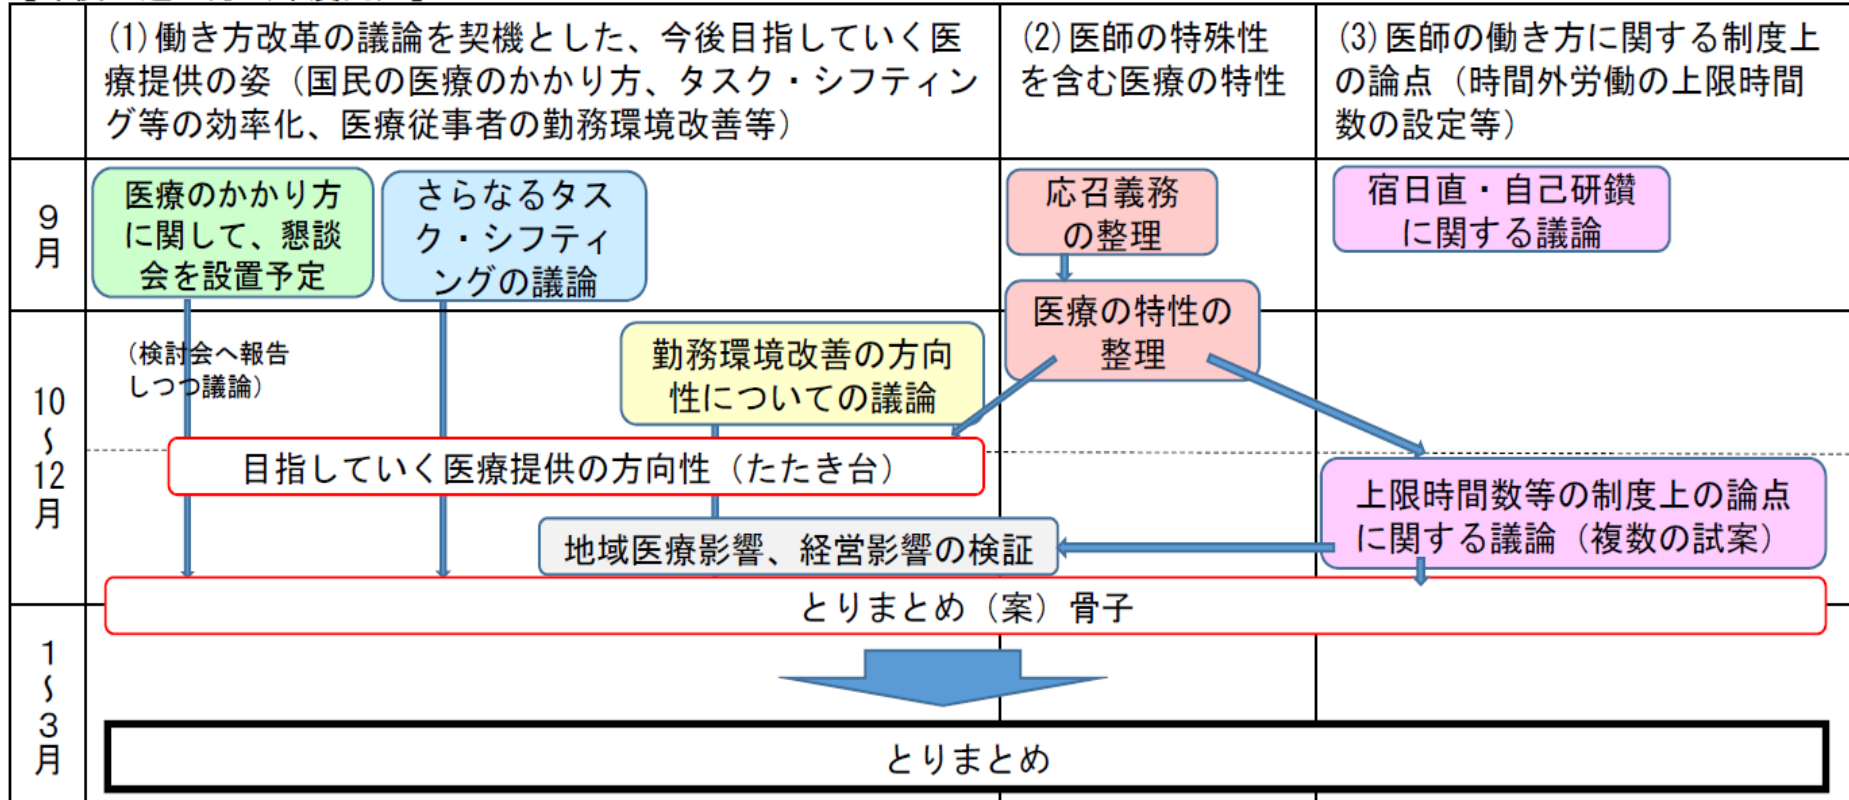 (1)働き方改革の議論を契機とした、今後目指していく医
療提供の姿（国民の医療のかかり方、タスク・シフティン
グ等の効率化、医療従事者の勤務環境改善等）
(2)医師の特殊性
を含む医療の特性
(3)医師の働き方に関する制度上
の論点（時間外労働の上限時間
数の設定等）
９
月
医療のかかり方
に関して、懇談
会を設置予定
さらなるタス
ク・シフティ
ングの議論
応召義務
の整理
宿日直・自己研鑽
に関する議論
医療の特性の
整理
10
～
12
月
（検討会へ報告
しつつ議論）
勤務環境改善の方向
性についての議論
目指していく医療提供の方向性（たたき台）
上限時間数等の制度上の論点
に関する議論（複数の試案）
地域医療影響、経営影響の検証
とりまとめ（案）骨子
１
～
３
月
とりまとめ